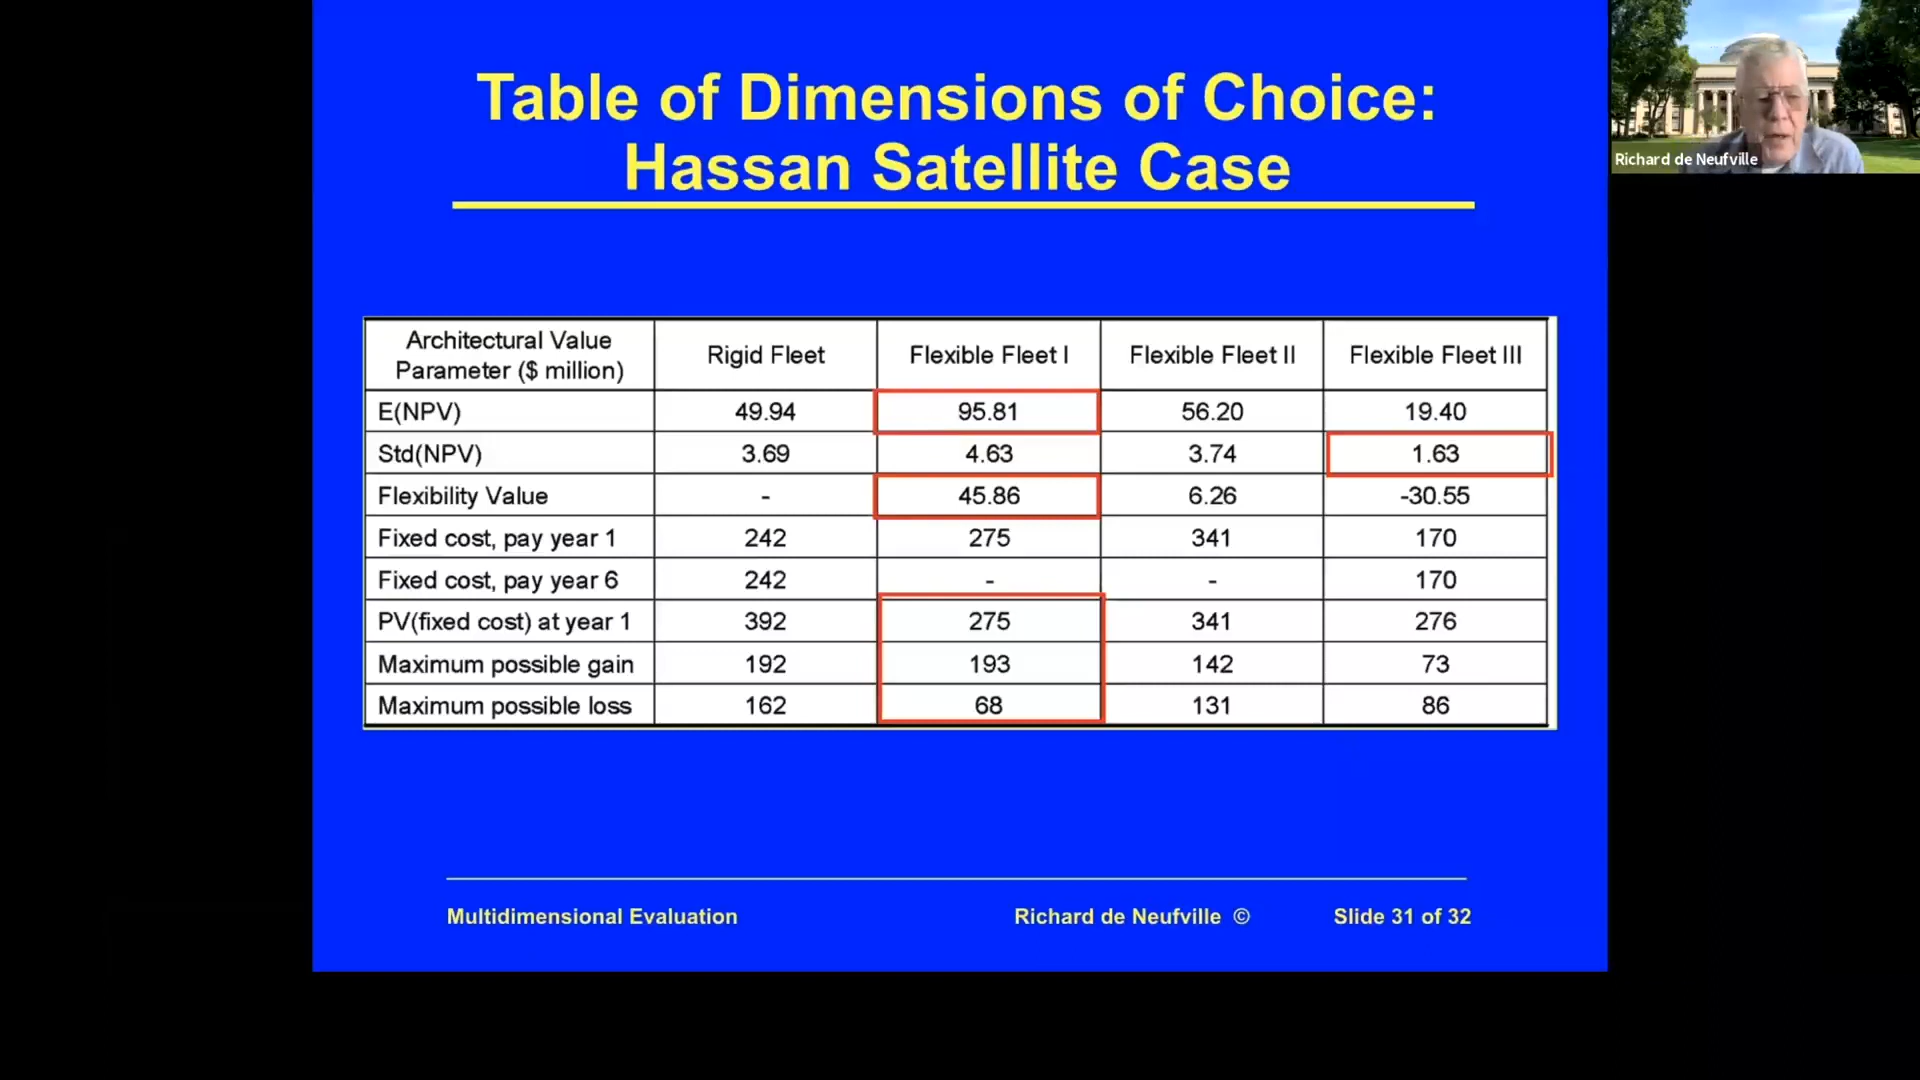 Table of Dimensions of Choice:
Hassan Satellite Case
Richard de Neufville
Architectural Value Parameter ($ million) Rigid Fleet Flexible Fleet I Flexible Fleet II Flexible Fleet III
E(NPV) 49.94 95.81 56.20 19.40
Std(NPV) 3.69 4.63 3.74 1.63
Flexibility Value - 45.86 6.26 -30.55
Fixed cost, pay year 1 242 275 341 170
Fixed cost, pay year 6 242 - - 170
PV(fixed cost) at year 1 392 275 341 276
Maximum possible gain 192 193 142 73
Maximum possible loss 162 68 131 86
Multidimensional Evaluation Richard de Neufville © Slide 31 of 32